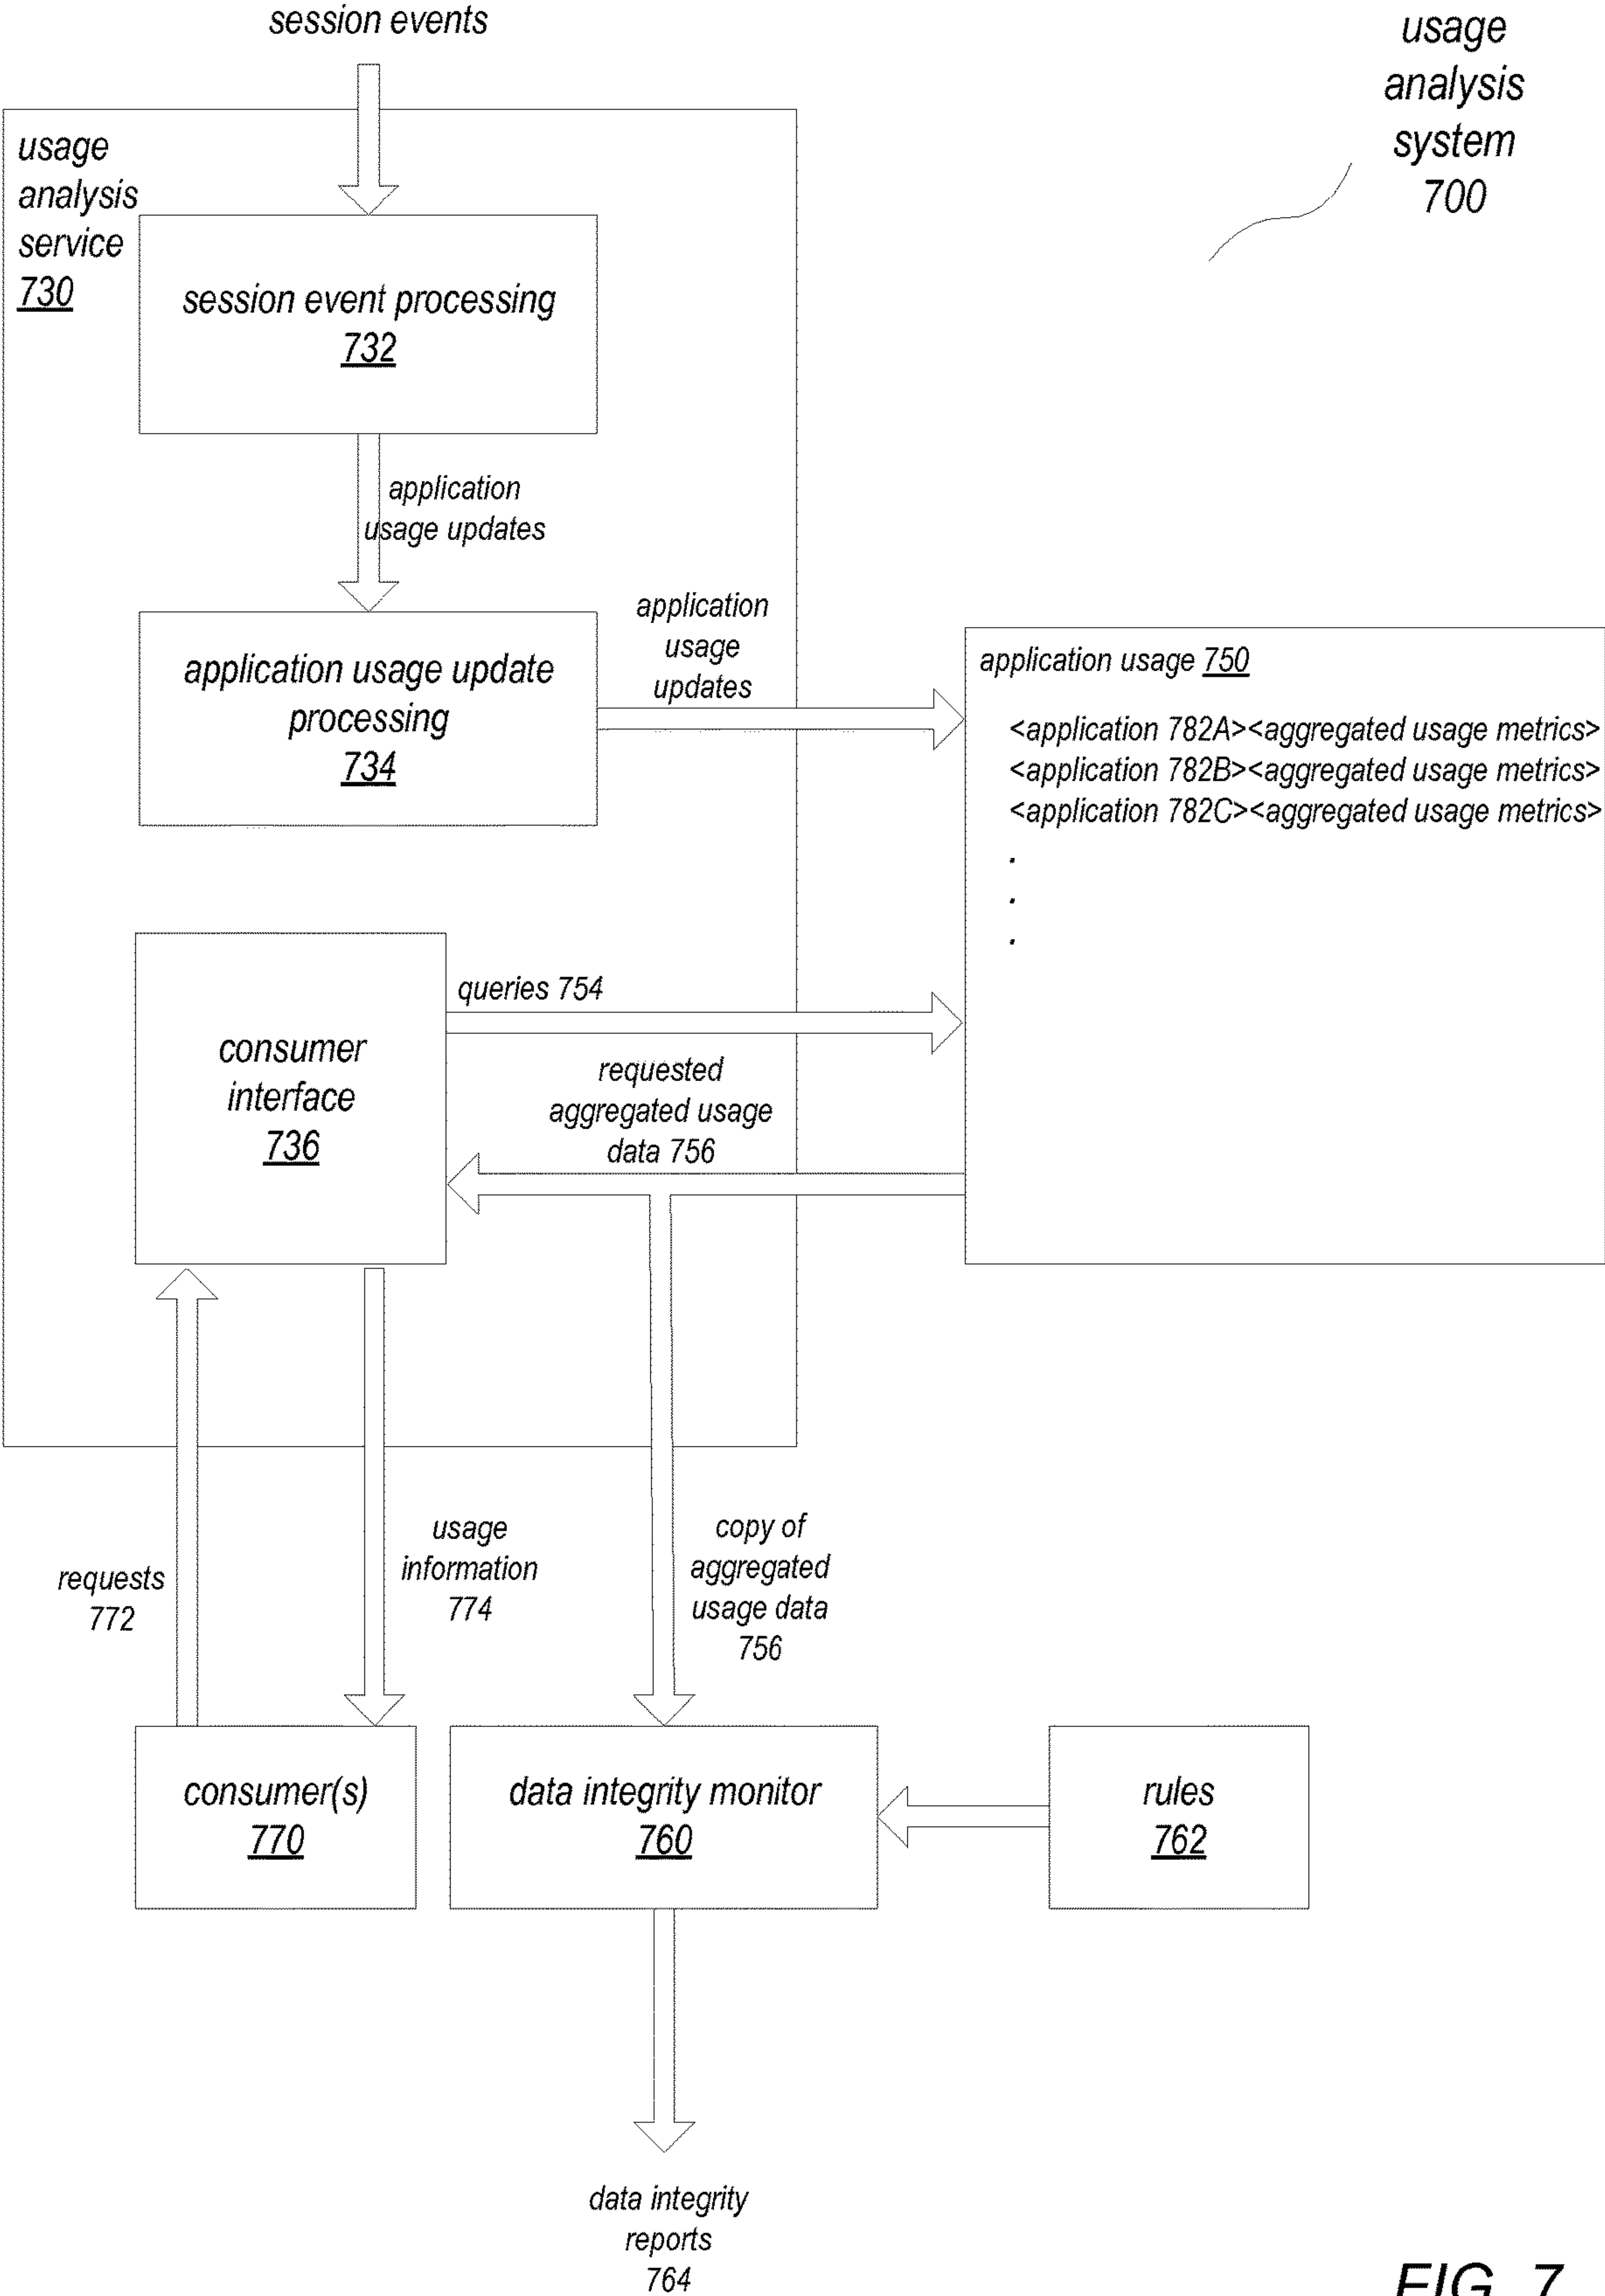 session events
usage
analysis
system
700
usage
analysis
service
730
session event processing
732
application
usage updates
application usage update
processing
734
application
usage
updates
application usage 750
<application 782A><aggregated usage metrics>
<application 782B><aggregated usage metrics>
<application 782C><aggregated usage metrics>
.
.
.
consumer
interface
736
queries 754
requested
aggregated usage
data 756
requests
772
usage
information
774
copy of
aggregated
usage data
756
consumer(s)
770
data integrity monitor
760
rules
762
data integrity
reports
764
FIG. 7